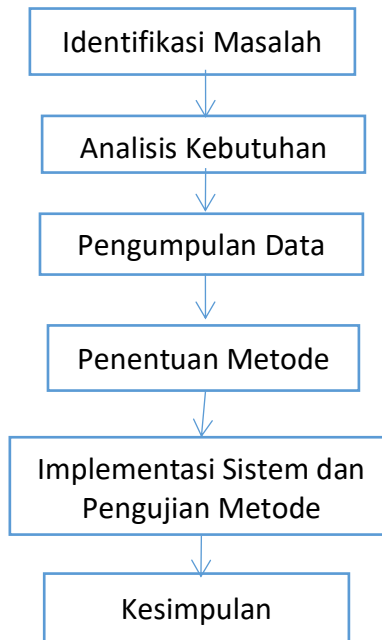 Identifikasi Masalah
Analisis Kebutuhan
Pengumpulan Data
Penentuan Metode
Implementasi Sistem dan
Pengujian Metode
Kesimpulan